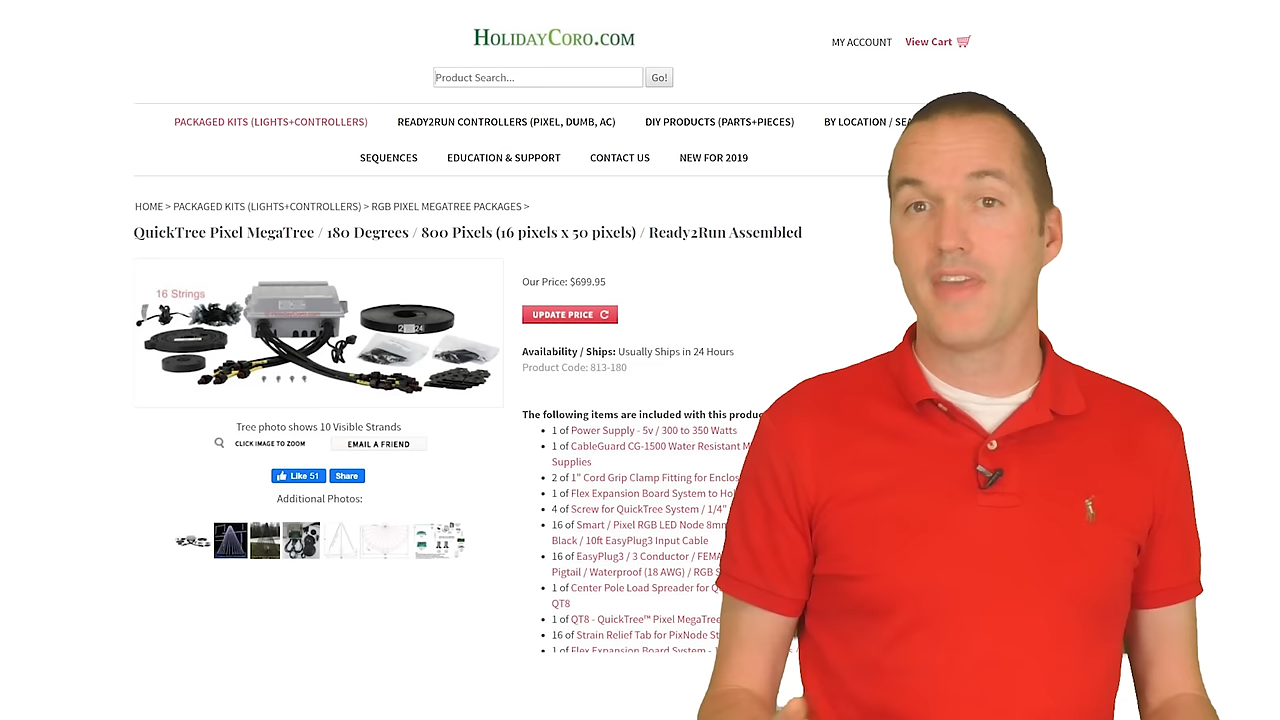 HOLIDAYCORO.COM
MY ACCOUNT View Cart
Product Search... Go!
PACKAGED KITS (LIGHTS+CONTROLLERS) READY2RUN CONTROLLERS (PIXEL, DUMB, AC) DIY PRODUCTS (PARTS+PIECES) BY LOCATION /
SEQUENCES EDUCATION & SUPPORT CONTACT US NEW FOR 2019
HOME > PACKAGED KITS (LIGHTS+CONTROLLERS) > RGB PIXEL MEGATREE PACKAGES >
QuickTree Pixel MegaTree / 180 Degrees / 800 Pixels (16 pixels x 50 pixels) / Ready2Run Assembled
16 Strings
Our Price: $699.95
UPDATE PRICE
Availability / Ships: Usually Ships in 24 Hours
Product Code: 813-180
The following items are included with this
1 of Power Supply - 5v / 300 to 350 Watts
1 of CableGuard CG-1500 Water Resistant
Supplies
2 of 1" Cord Grip Clamp Fitting for
1 of Flex Expansion Board System to
4 of Screw for QuickTree System / 1/4"
16 of Smart / Pixel RGB LED Node
Black / 10ft EasyPlug3 Input Cable
16 of EasyPlug3 / 3 Conductor /
Pigtail / Waterproof (18 AWG) / RGB
1 of Center Pole Load Spreader for
QT8
1 of QT8 - QuickTree™ Pixel
16 of Strain Relief Tab for PixNode
1 of Flex Expansion Board System -
Tree photo shows 10 Visible Strands
CLICK IMAGE TO ZOOM EMAIL A FRIEND
Like 51 Share
Additional Photos: